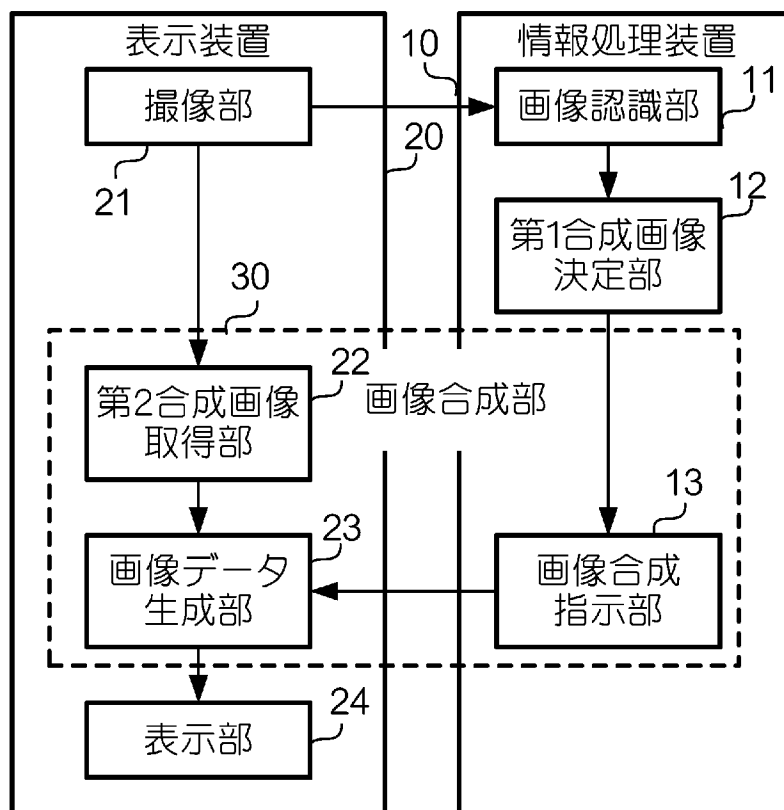 表示装置
情報処理装置
10
撮像部
画像認識部
11
20
21
12
第1合成画像
決定部
30
22
第2合成画像
取得部
画像合成部
13
23
画像データ
生成部
画像合成
指示部
24
表示部